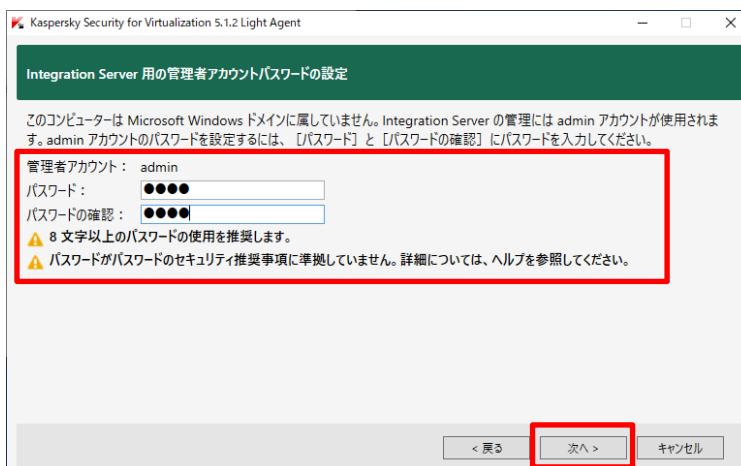 Kaspersky Security for Virtualization 5.1.2 Light Agent
Integration Server 用の管理者アカウントパスワードの設定
このコンピューターは Microsoft Windows ドメインに属していません。Integration Server の管理には admin アカウントが使用されま
す。admin アカウントのパスワードを設定するには、［パスワード］と［パスワードの確認］にパスワードを入力してください。
管理者アカウント： admin
パスワード： ●●●●
パスワードの確認： ●●●●
8 文字以上のパスワードの使用を推奨します。
パスワードがパスワードのセキュリティ推奨事項に準拠していません。詳細については、ヘルプを参照してください。
< 戻る 次へ > キャンセル